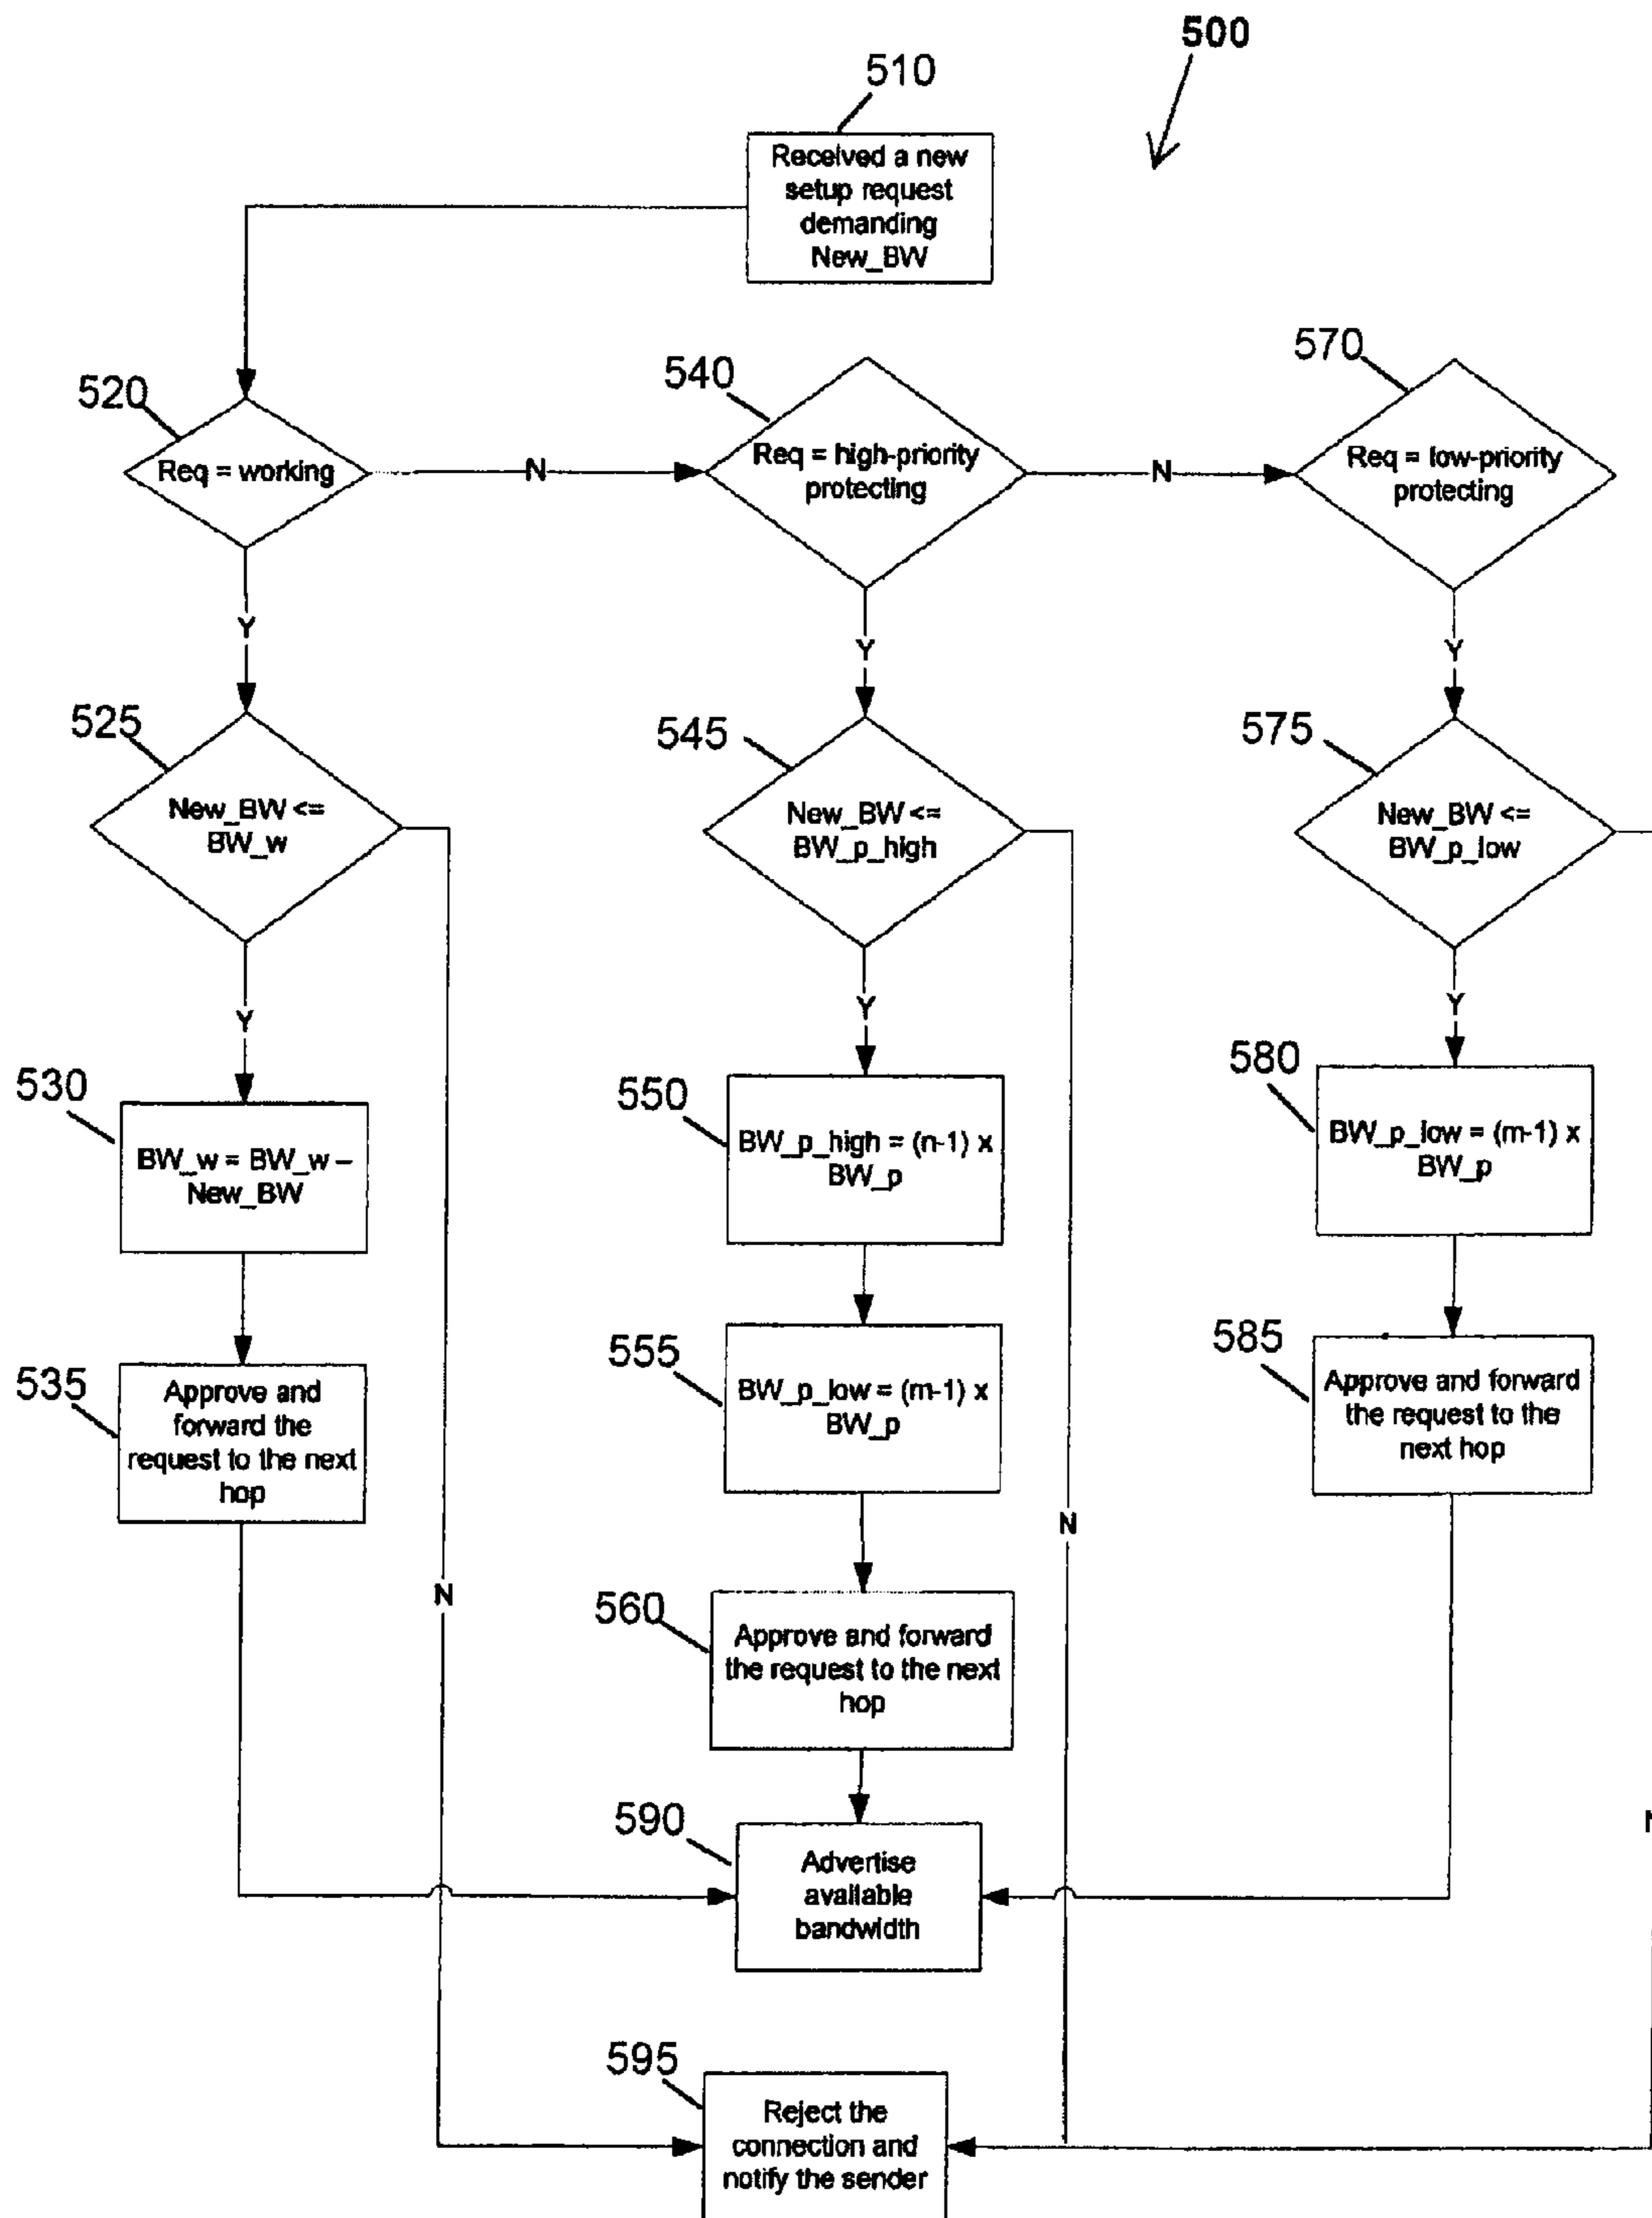 500
510
Received a new
setup request
demanding
New_BW
520
Req = working
N
540
Req = high-priority
protecting
N
570
Req = low-priority
protecting
Y
Y
Y
525
New_BW <=
BW_w
545
New_BW <=
BW_p_high
575
New_BW <=
BW_p_low
Y
Y
Y
530
BW_w = BW_w –
New_BW
550
BW_p_high = (n-1) x
BW_p
580
BW_p_low = (m-1) x
BW_p
535
Approve and
forward the
request to the next
hop
555
BW_p_low = (m-1) x
BW_p
585
Approve and forward
the request to the
next hop
N
N
560
Approve and forward
the request to the next
hop
590
Advertise
available
bandwidth
595
Reject the
connection and
notify the sender